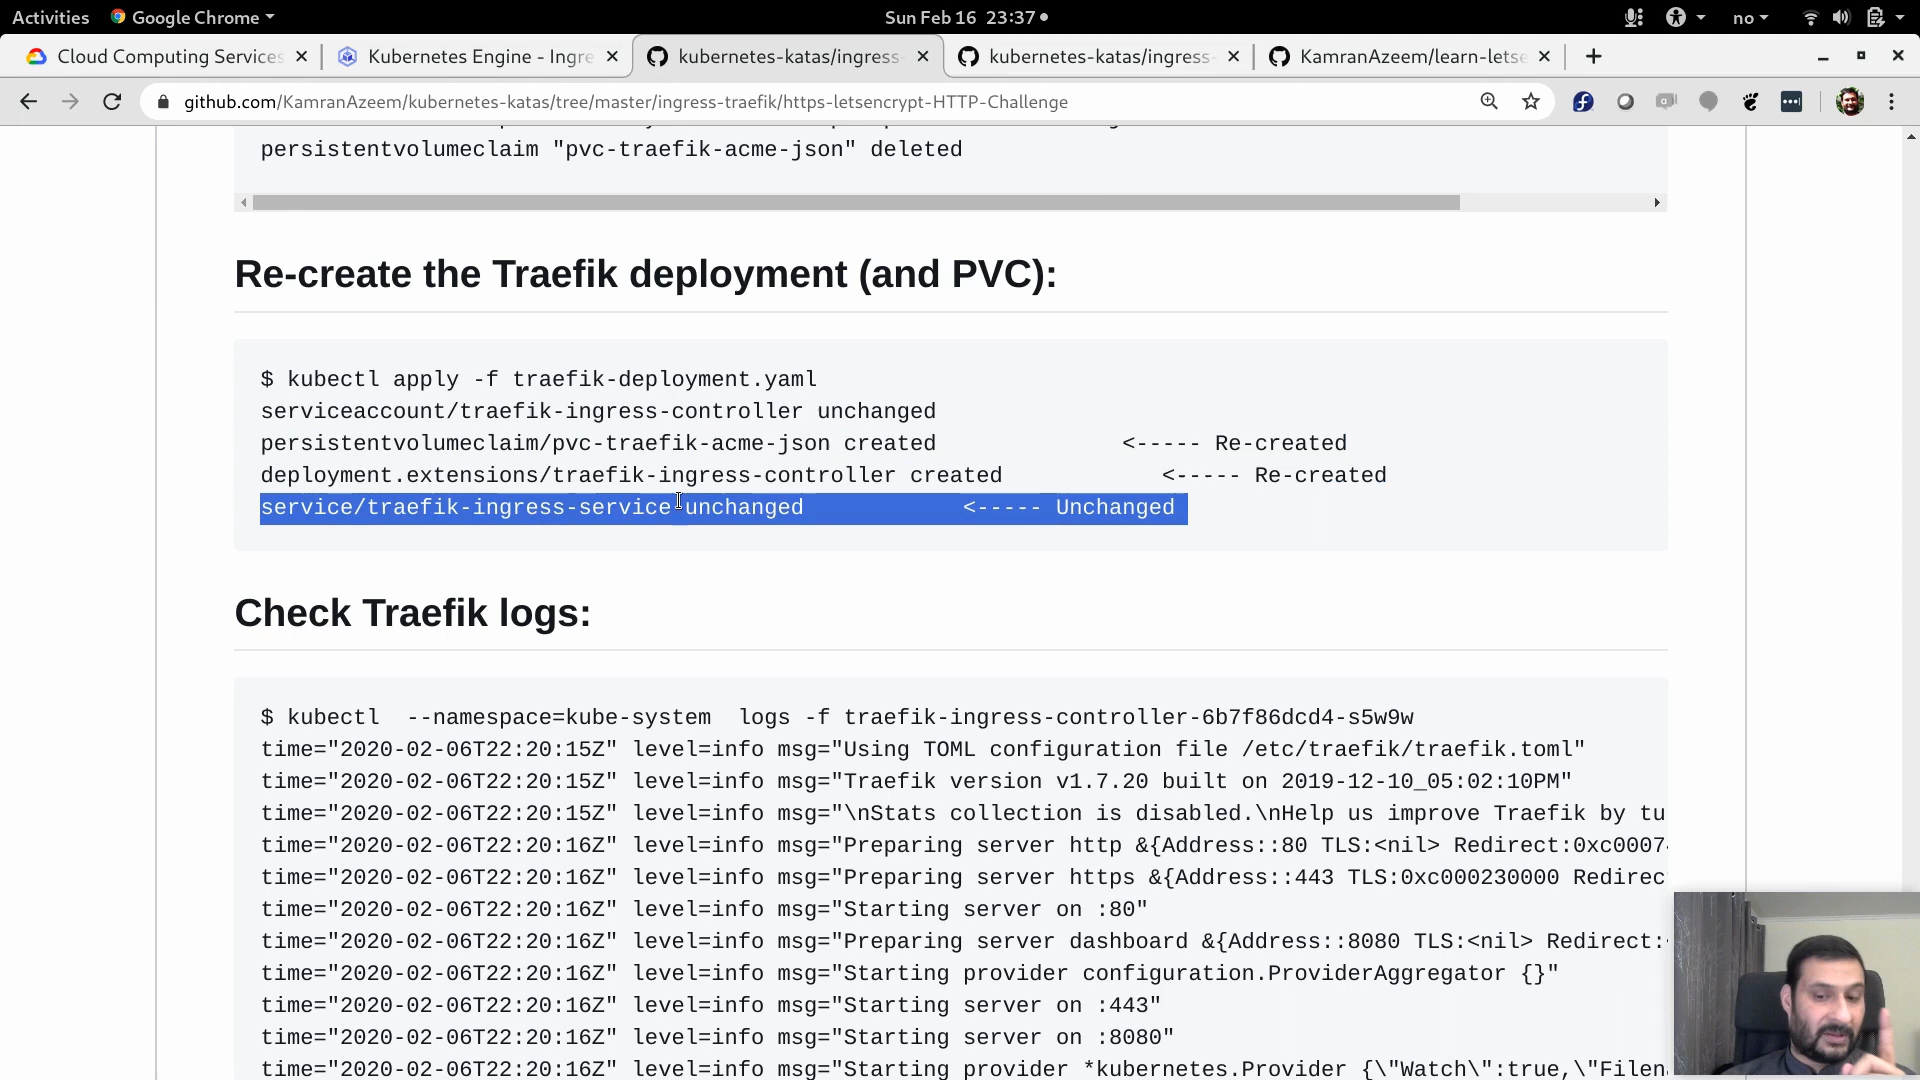 Activities
Google Chrome
Sun Feb 16 23:37
no
Cloud Computing Services
Kubernetes Engine - Ingre
kubernetes-katas/ingress-
kubernetes-katas/ingress-
KamranAzeem/learn-letse
github.com/KamranAzeem/kubernetes-katas/tree/master/ingress-traefik/https-letsencrypt-HTTP-Challenge
persistentvolumeclaim "pvc-traefik-acme-json" deleted
Re-create the Traefik deployment (and PVC):
$ kubectl apply -f traefik-deployment.yaml
serviceaccount/traefik-ingress-controller unchanged
persistentvolumeclaim/pvc-traefik-acme-json created <----- Re-created
deployment.extensions/traefik-ingress-controller created <----- Re-created
service/traefik-ingress-service unchanged <----- Unchanged
Check Traefik logs:
$ kubectl --namespace=kube-system logs -f traefik-ingress-controller-6b7f86dcd4-s5w9w
time="2020-02-06T22:20:15Z" level=info msg="Using TOML configuration file /etc/traefik/traefik.toml"
time="2020-02-06T22:20:15Z" level=info msg="Traefik version v1.7.20 built on 2019-12-10_05:02:10PM"
time="2020-02-06T22:20:15Z" level=info msg="\nStats collection is disabled.\nHelp us improve Traefik by tu
time="2020-02-06T22:20:16Z" level=info msg="Preparing server http &{Address::80 TLS:<nil> Redirect:0xc0007
time="2020-02-06T22:20:16Z" level=info msg="Preparing server https &{Address::443 TLS:0xc000230000 Redirec
time="2020-02-06T22:20:16Z" level=info msg="Starting server on :80"
time="2020-02-06T22:20:16Z" level=info msg="Preparing server dashboard &{Address::8080 TLS:<nil> Redirect:
time="2020-02-06T22:20:16Z" level=info msg="Starting provider configuration.ProviderAggregator {}"
time="2020-02-06T22:20:16Z" level=info msg="Starting server on :443"
time="2020-02-06T22:20:16Z" level=info msg="Starting server on :8080"
time="2020-02-06T22:20:16Z" level=info msg="Starting provider *kubernetes.Provider {\"Watch\":true,\"Filen